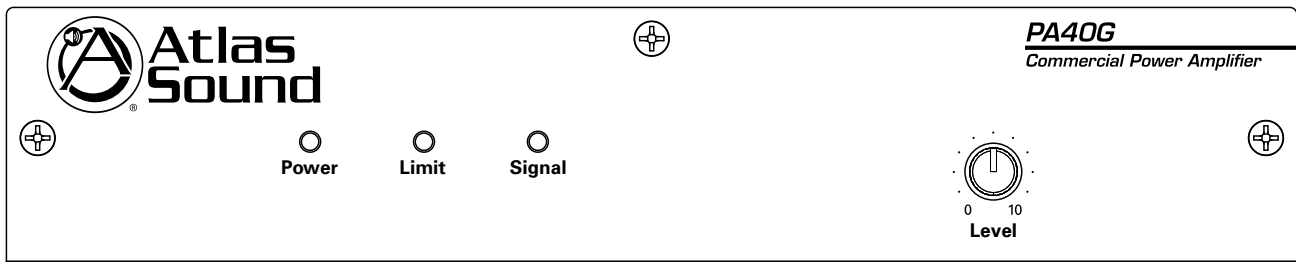 Atlas
Sound
®
PA40G
Commercial Power Amplifier
Power
Limit
Signal
0 10
Level